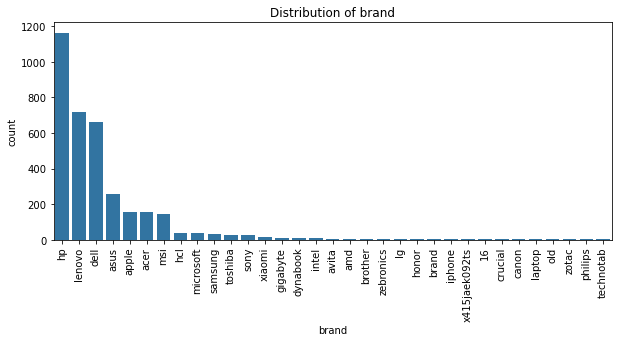 Distribution of brand
1200
1000
800
600
400
200
0
count
hp
lenovo
dell
asus
apple
acer
msi
hcl
microsoft
samsung
toshiba
sony
xiaomi
gigabyte
dynabook
intel
avita
amd
brother
zebronics
lg
honor
brand
iphone
x415jaek092ts
16
crucial
canon
laptop
old
zotac
philips
technotab
brand